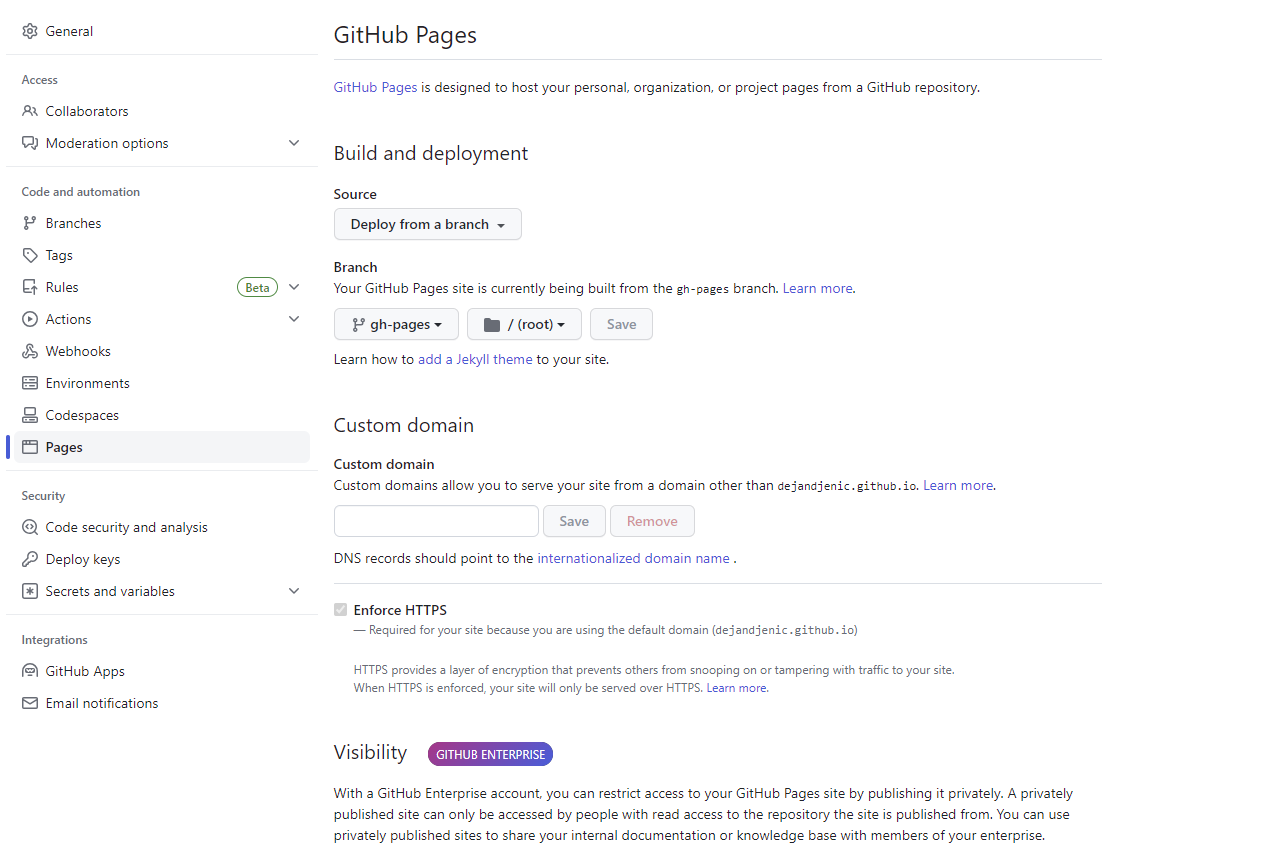 General
Access
Collaborators
Moderation options
Code and automation
Branches
Tags
Rules Beta
Actions
Webhooks
Environments
Codespaces
Pages
Security
Code security and analysis
Deploy keys
Secrets and variables
Integrations
GitHub Apps
Email notifications
GitHub Pages
GitHub Pages is designed to host your personal, organization, or project pages from a GitHub repository.
Build and deployment
Source
Deploy from a branch
Branch
Your GitHub Pages site is currently being built from the gh-pages branch. Learn more.
gh-pages / (root) Save
Learn how to add a Jekyll theme to your site.
Custom domain
Custom domain
Custom domains allow you to serve your site from a domain other than dejandjenic.github.io. Learn more.
Save Remove
DNS records should point to the internationalized domain name .
Enforce HTTPS
— Required for your site because you are using the default domain (dejandjenic.github.io)
HTTPS provides a layer of encryption that prevents others from snooping on or tampering with traffic to your site.
When HTTPS is enforced, your site will only be served over HTTPS. Learn more.
Visibility GITHUB ENTERPRISE
With a GitHub Enterprise account, you can restrict access to your GitHub Pages site by publishing it privately. A privately
published site can only be accessed by people with read access to the repository the site is published from. You can use
privately published sites to share your internal documentation or knowledge base with members of your enterprise.